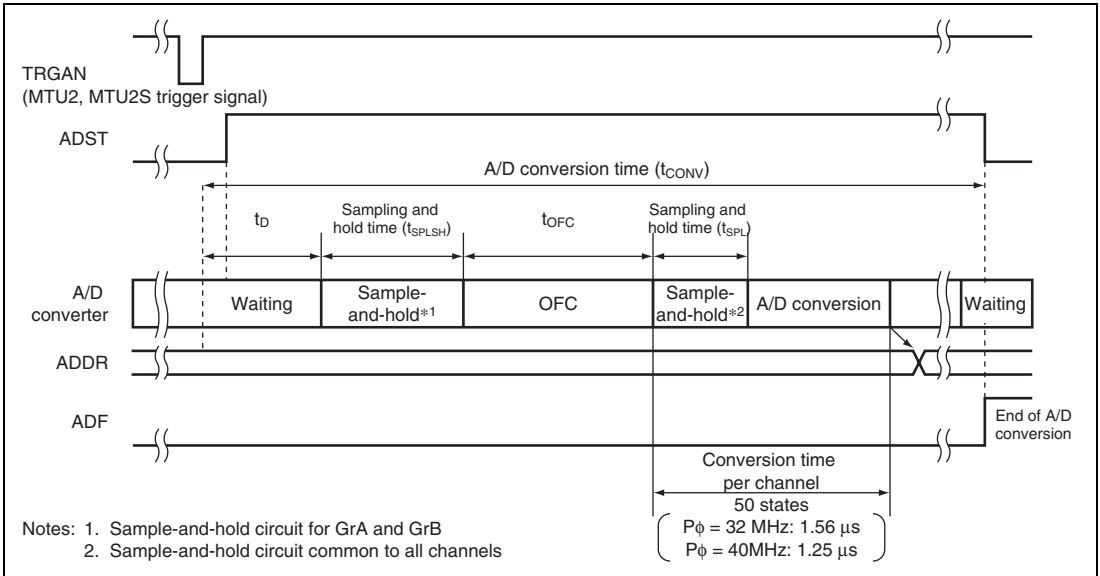 TRGAN
(MTU2, MTU2S trigger signal)
ADST
A/D conversion time (tCONV)
tD
Sampling and
hold time (tSPLSH)
tOFC
Sampling and
hold time (tSPL)
A/D
converter
Waiting
Sample-
and-hold*1
OFC
Sample-
and-hold*2
A/D conversion
Waiting
ADDR
ADF
End of A/D
conversion
Conversion time
per channel
50 states
Pφ = 32 MHz: 1.56 μs
Pφ = 40MHz: 1.25 μs
Notes: 1. Sample-and-hold circuit for GrA and GrB
2. Sample-and-hold circuit common to all channels